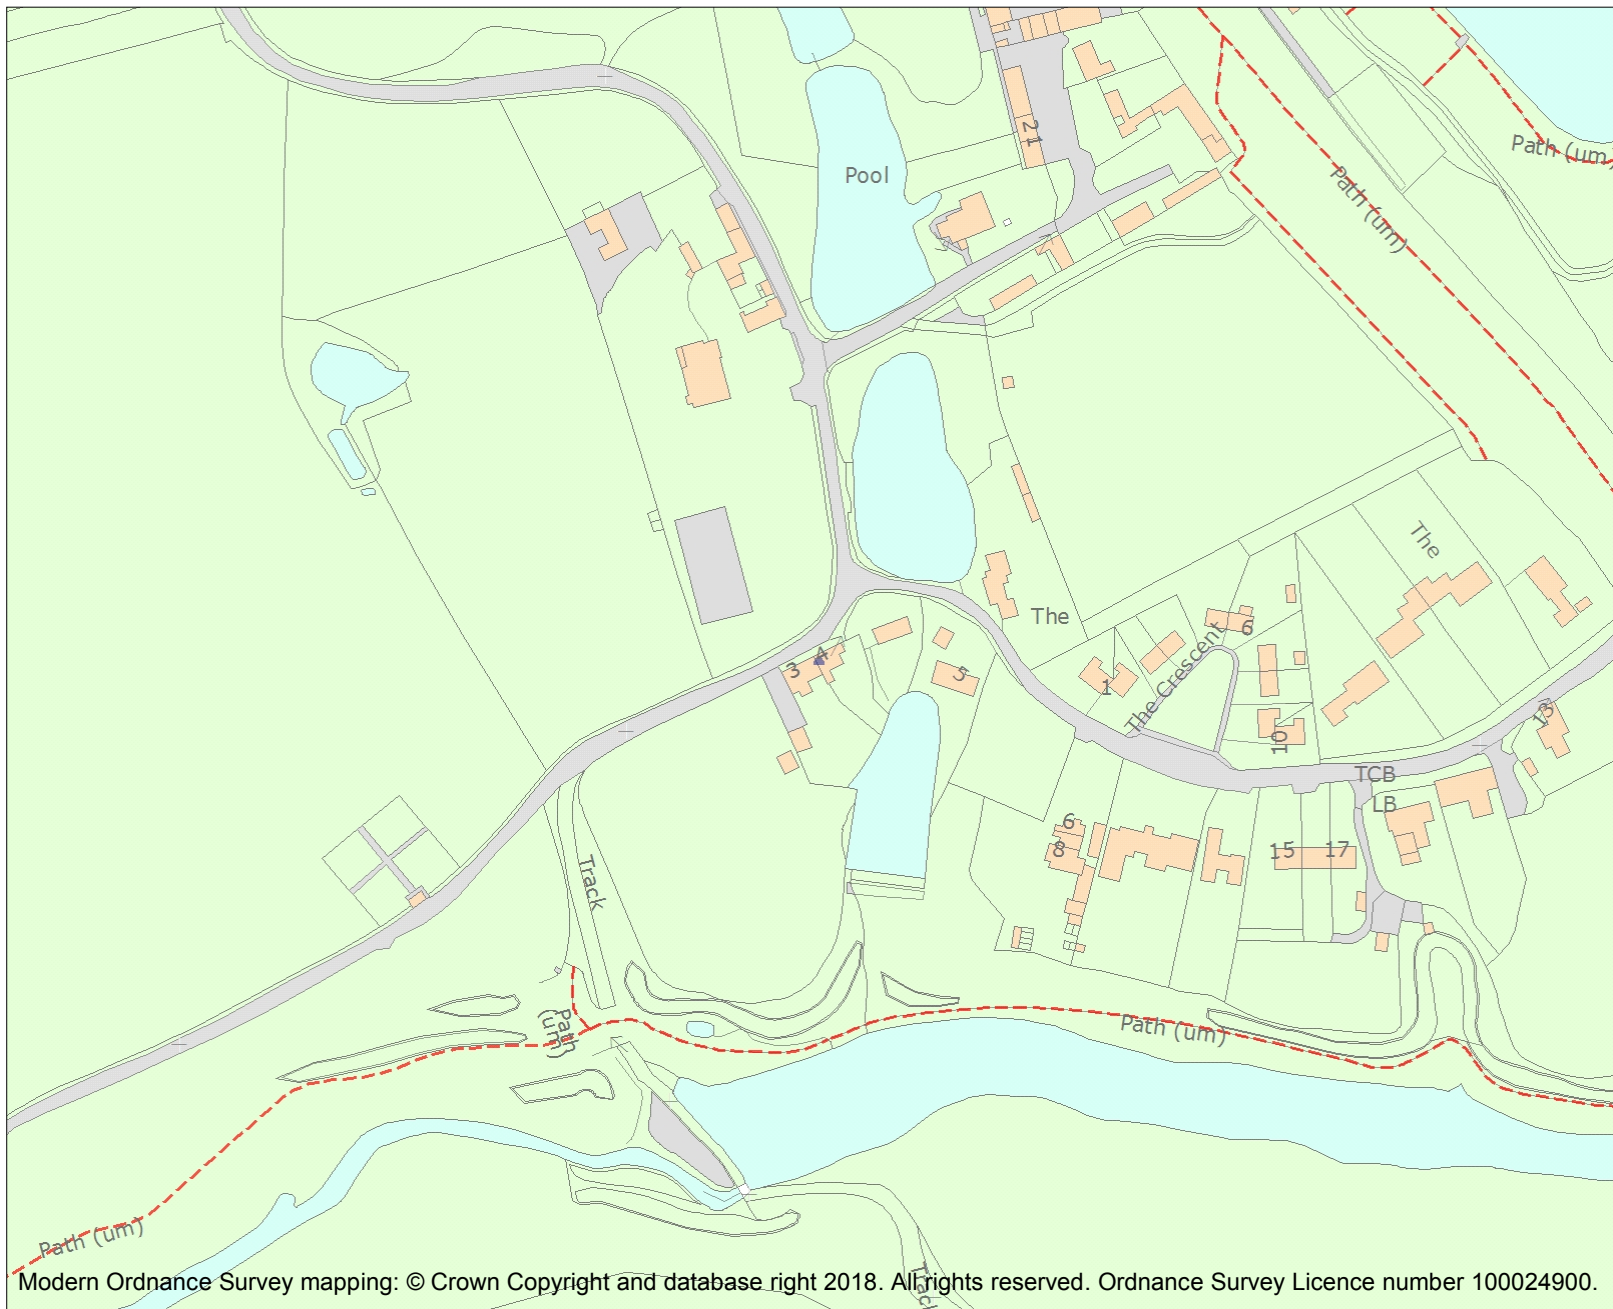 21
Path (um)
Path (um)
Pool
The
The
6
3
4
5
1
The Crescent
10
13
TCB
LB
6
8
15
17
Track
Path
(um)
Path (um)
Path (um)
Track
Modern Ordnance Survey mapping: © Crown Copyright and database right 2018. All rights reserved. Ordnance Survey Licence number 100024900.